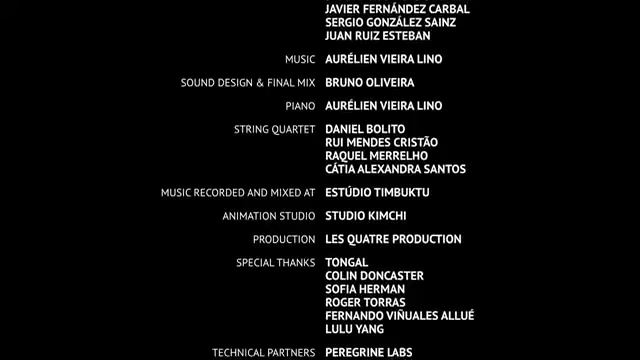 JAVIER FERNÁNDEZ CARBAL
SERGIO GONZÁLEZ SAINZ
JUAN RUIZ ESTEBAN
MUSIC AURÉLIEN VIEIRA LINO
SOUND DESIGN & FINAL MIX BRUNO OLIVEIRA
PIANO AURÉLIEN VIEIRA LINO
STRING QUARTET DANIEL BOLITO
RUI MENDES CRISTÃO
RAQUEL MERRELHO
CÁTIA ALEXANDRA SANTOS
MUSIC RECORDED AND MIXED AT ESTÚDIO TIMBUKTU
ANIMATION STUDIO STUDIO KIMCHI
PRODUCTION LES QUATRE PRODUCTION
SPECIAL THANKS TONGAL
COLIN DONCASTER
SOFIA HERMAN
ROGER TORRAS
FERNANDO VIÑUALES ALLUÉ
LULU YANG
TECHNICAL PARTNERS PEREGRINE LABS